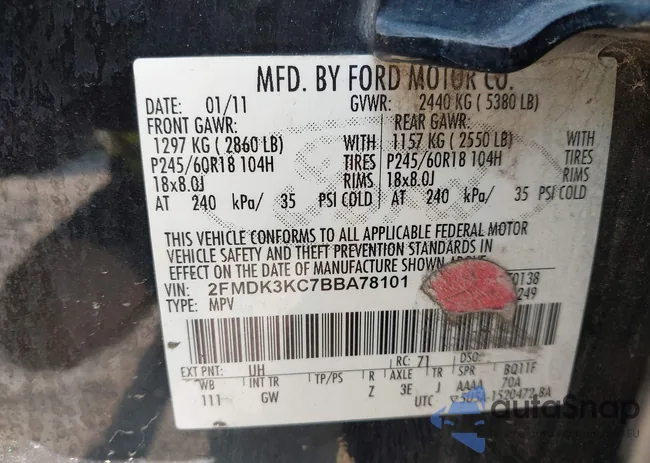 MFD. BY FORD MOTOR CO.
DATE: 01/11 GVWR: 2440 KG ( 5380 LB)
FRONT GAWR: REAR GAWR:
1297 KG ( 2860 LB) WITH 1157 KG ( 2550 LB) WITH
P245/60R18 104H TIRES P245/60R18 104H TIRES
18x8.0J RIMS 18x8.0J RIMS
AT 240 kPa/ 35 PSI COLD AT 240 kPa/ 35 PSI COLD
THIS VEHICLE CONFORMS TO ALL APPLICABLE FEDERAL MOTOR
VEHICLE SAFETY AND THEFT PREVENTION STANDARDS IN
EFFECT ON THE DATE OF MANUFACTURE SHOWN ABOVE
VIN: 2FMDK3KC7BBA78101 0138
TYPE: MPV 249
EXT PNT: UH RC: 71 DSO:
WB INT TR TP/PS R AXLE TR SPR BQ11F
111 GW Z 3E J AAAA 70A
UTC
autoSnap